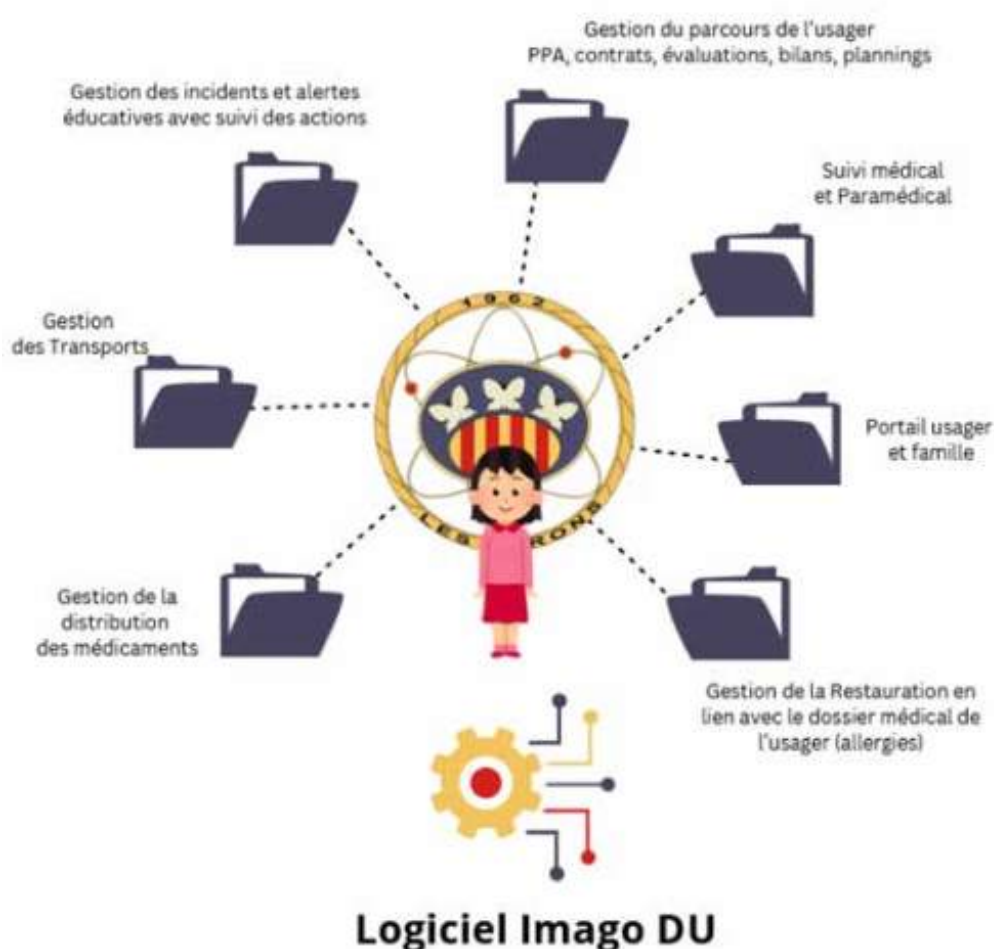 Gestion du parcours de l'usager
PPA, contrats, évaluations, bilans, plannings
Gestion des incidents et alertes
éducatives avec suivi des actions
Suivi médical
et Paramédical
Gestion
des Transports
1962
Portail usager
et famille
LES RONS
Gestion de la
distribution
des médicaments
Gestion de la Restauration en
lien avec le dossier médical de
l'usager (allergies)
Logiciel Imago DU